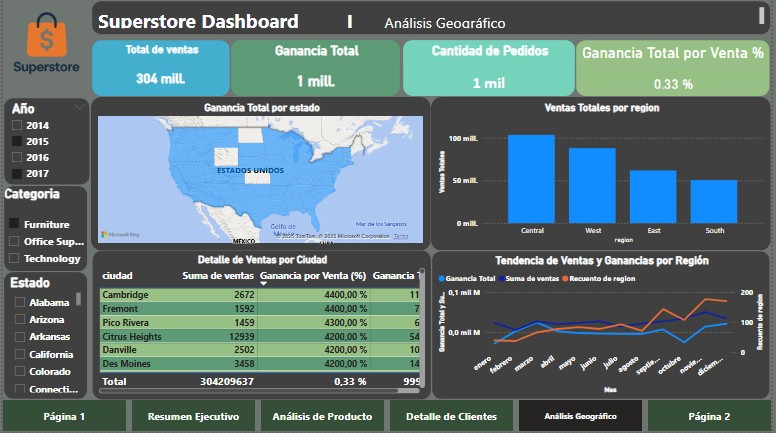 Superstore Dashboard | Análisis Geográfico
Superstore
Total de ventas
304 mill.
Ganancia Total
1 mill.
Cantidad de Pedidos
1 mil
Ganancia Total por Venta %
0.33 %
Año
2014
2015
2016
2017
Categoria
Furniture
Office Sup...
Technology
Estado
Alabama
Arizona
Arkansas
California
Colorado
Connecti...
Ganancia Total por estado
ESTADOS UNIDOS
MÉXICO
Golfo de
Mar de los Sargazos
Microsoft Bing
© 2025 TomTom, © 2025 Microsoft Corporation Terms
Ventas Totales por region
Ventas Totales
100 mill.
50 mill.
0 mill.
Central West East South
region
Detalle de Ventas por Ciudad
ciudad Suma de ventas Ganancia por Venta (%) Ganancia T
Cambridge 2672 4400,00 % 11
Fremont 1592 4400,00 % 7
Pico Rivera 1459 4300,00 % 6
Citrus Heights 12939 4200,00 % 54
Danville 2502 4200,00 % 10
Des Moines 3458 4200,00 % 14
Total 304209637 0,33 % 999
Tendencia de Ventas y Ganancias por Región
Ganancia Total Suma de ventas Recuento de region
Ganancia Total y Su...
0,1 mill.
0,0 mill.
200
100
0
Recuento de region
enero febrero marzo abril mayo junio julio agosto septie... octubre novie... diciem...
Mes
Página 1
Resumen Ejecutivo
Análisis de Producto
Detalle de Clientes
Análisis Geográfico
Página 2